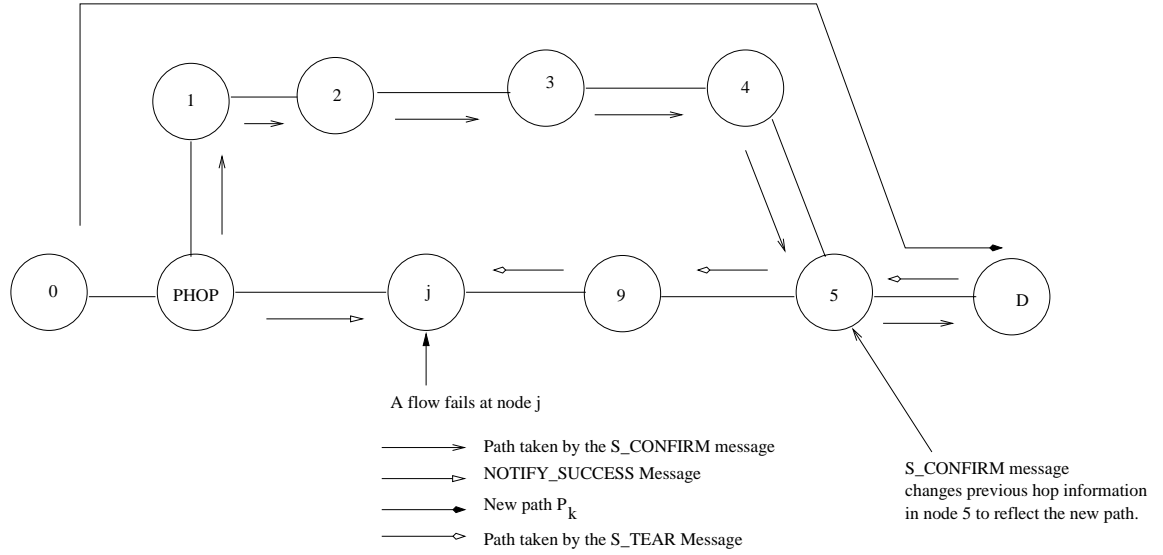 1
2
3
4
0
PHOP
j
9
5
D
A flow fails at node j
Path taken by the S_CONFIRM message
NOTIFY_SUCCESS Message
New path P_k
Path taken by the S_TEAR Message
S_CONFIRM message
changes previous hop information
in node 5 to reflect the new path.